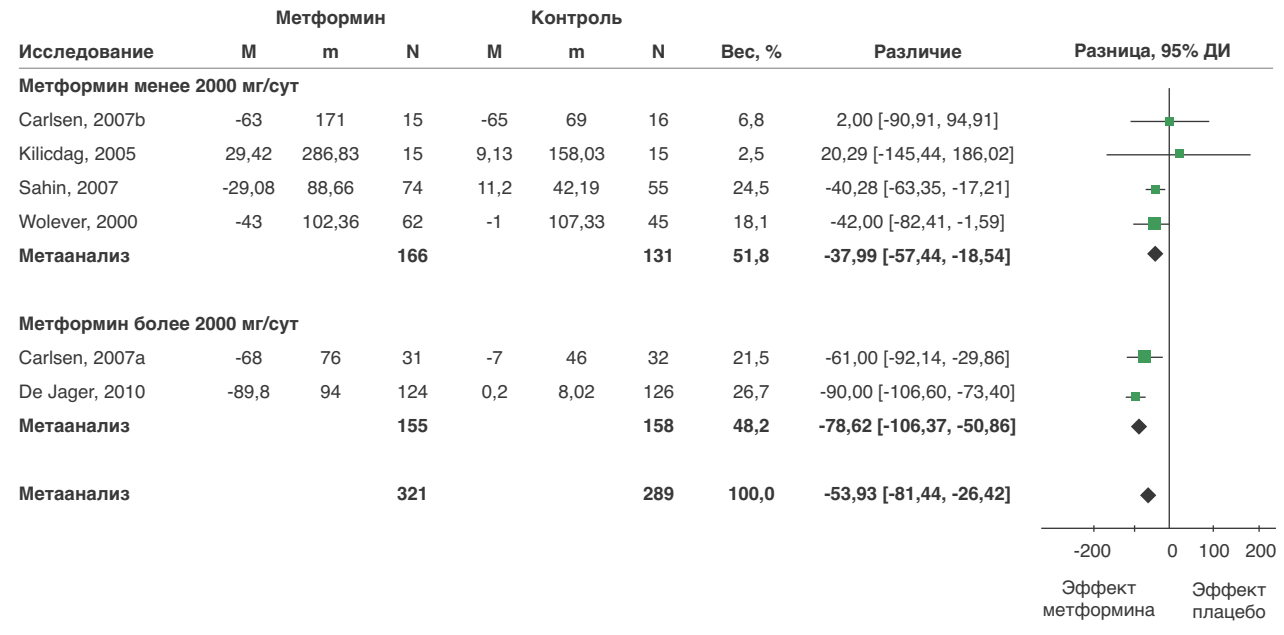 Метформин Контроль
Исследование M m N M m N Вес, % Различие Разница, 95% ДИ
Метформин менее 2000 мг/сут
Carlsen, 2007b -63 171 15 -65 69 16 6,8 2,00 [-90,91, 94,91]
Kilicdag, 2005 29,42 286,83 15 9,13 158,03 15 2,5 20,29 [-145,44, 186,02]
Sahin, 2007 -29,08 88,66 74 11,2 42,19 55 24,5 -40,28 [-63,35, -17,21]
Wolever, 2000 -43 102,36 62 -1 107,33 45 18,1 -42,00 [-82,41, -1,59]
Метаанализ 166 131 51,8 -37,99 [-57,44, -18,54]
Метформин более 2000 мг/сут
Carlsen, 2007a -68 76 31 -7 46 32 21,5 -61,00 [-92,14, -29,86]
De Jager, 2010 -89,8 94 124 0,2 8,02 126 26,7 -90,00 [-106,60, -73,40]
Метаанализ 155 158 48,2 -78,62 [-106,37, -50,86]
Метаанализ 321 289 100,0 -53,93 [-81,44, -26,42]
-200 0 100 200
Эффект Эффект
метформина плацебо